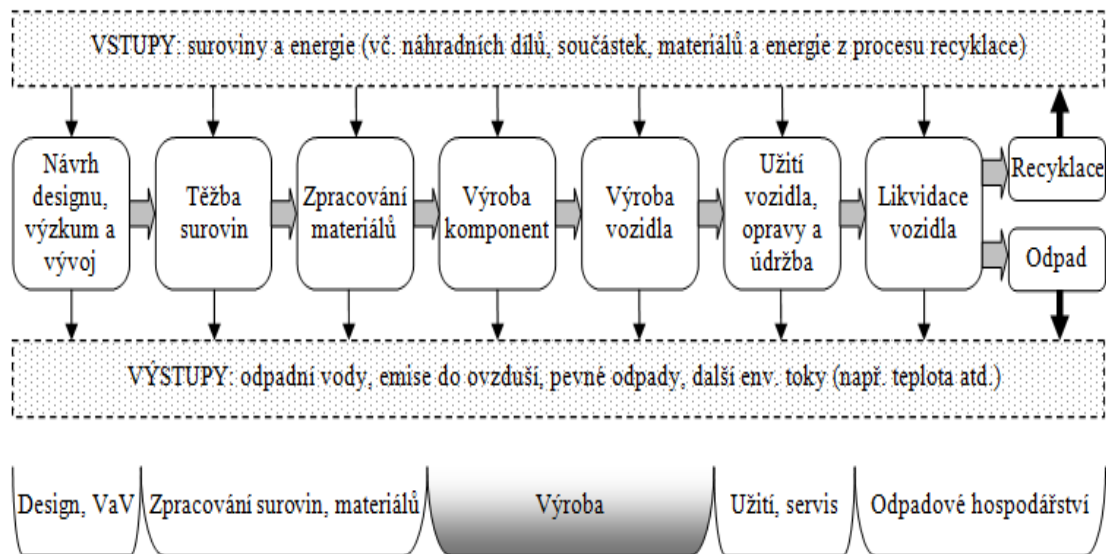 VSTUPY: suroviny a energie (vč. náhradních dílů, součástek, materiálů a energie z procesu recyklace)
Návrh
designu,
výzkum a
vývoj
Těžba
surovin
Zpracování
materiálů
Výroba
komponent
Výroba
vozidla
Užití
vozidla,
opravy a
údržba
Likvidace
vozidla
Recyklace
Odpad
VÝSTUPY: odpadní vody, emise do ovzduší, pevné odpady, další env. toky (např. teplota atd.)
Design, VaV
Zpracování surovin, materiálů
Výroba
Užití, servis
Odpadové hospodářství